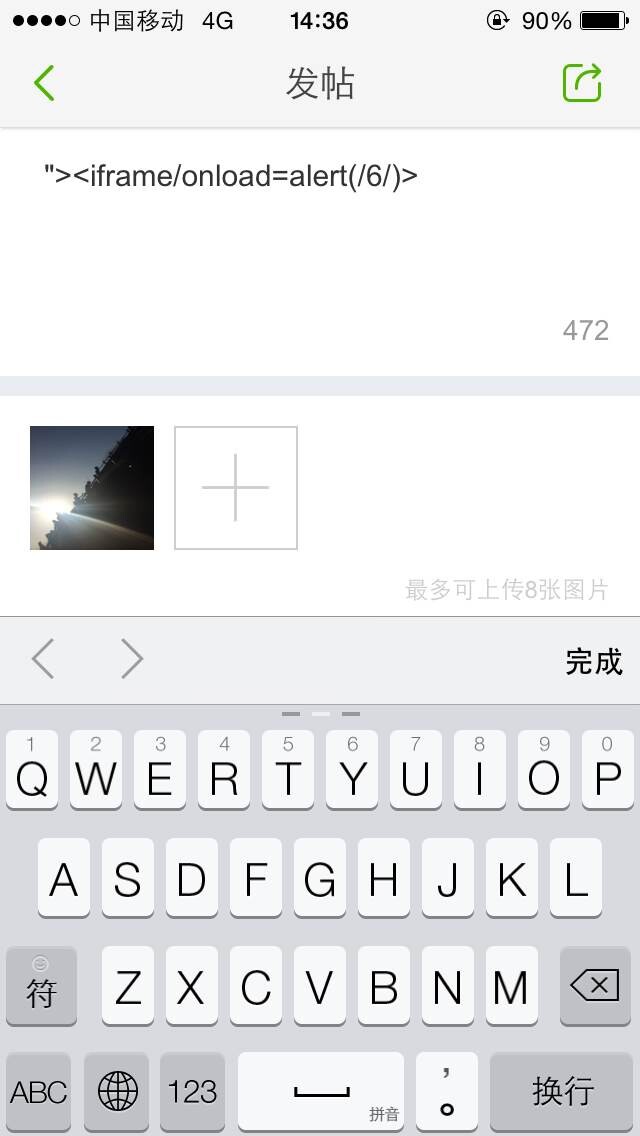 中国移动 4G 14:36 90%
发帖
"><iframe/onload=alert(/6/)>
472
最多可上传8张图片
完成
1 2 3 4 5 6 7 8 9 0
Q W E R T Y U I O P
A S D F G H J K L
符 Z X C V B N M
ABC 123 拼音 ， 。 换行